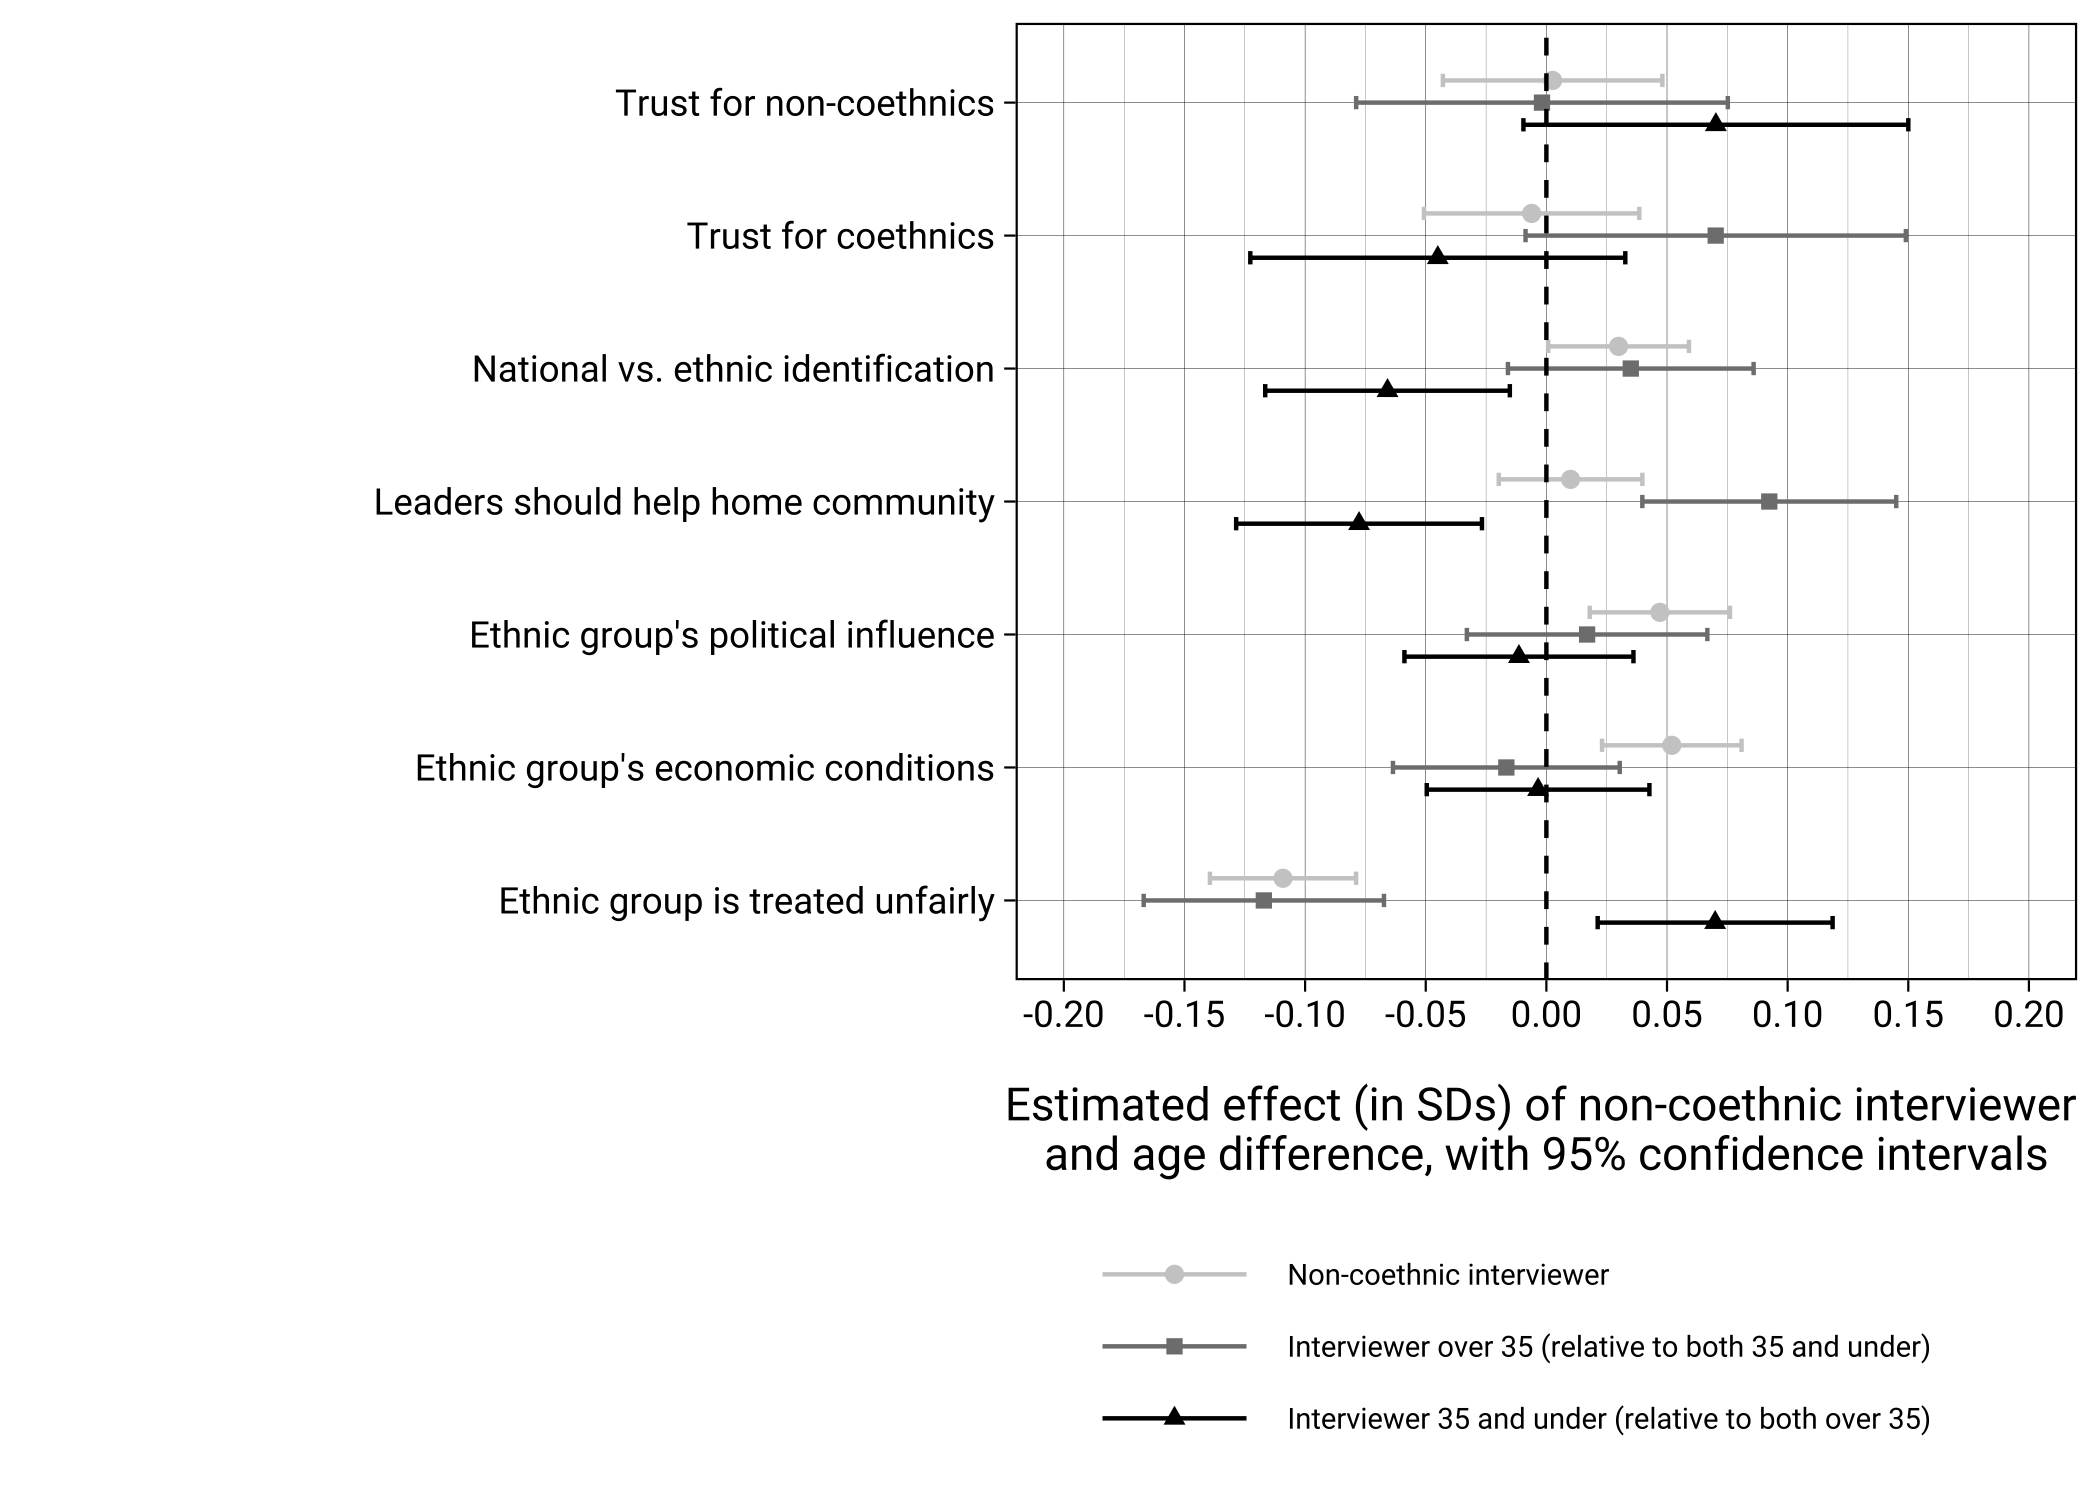 Trust for non-coethnics
Trust for coethnics
National vs. ethnic identification
Leaders should help home community
Ethnic group's political influence
Ethnic group's economic conditions
Ethnic group is treated unfairly
-0.20 -0.15 -0.10 -0.05 0.00 0.05 0.10 0.15 0.20
Estimated effect (in SDs) of non-coethnic interviewer
and age difference, with 95% confidence intervals
Non-coethnic interviewer
Interviewer over 35 (relative to both 35 and under)
Interviewer 35 and under (relative to both over 35)